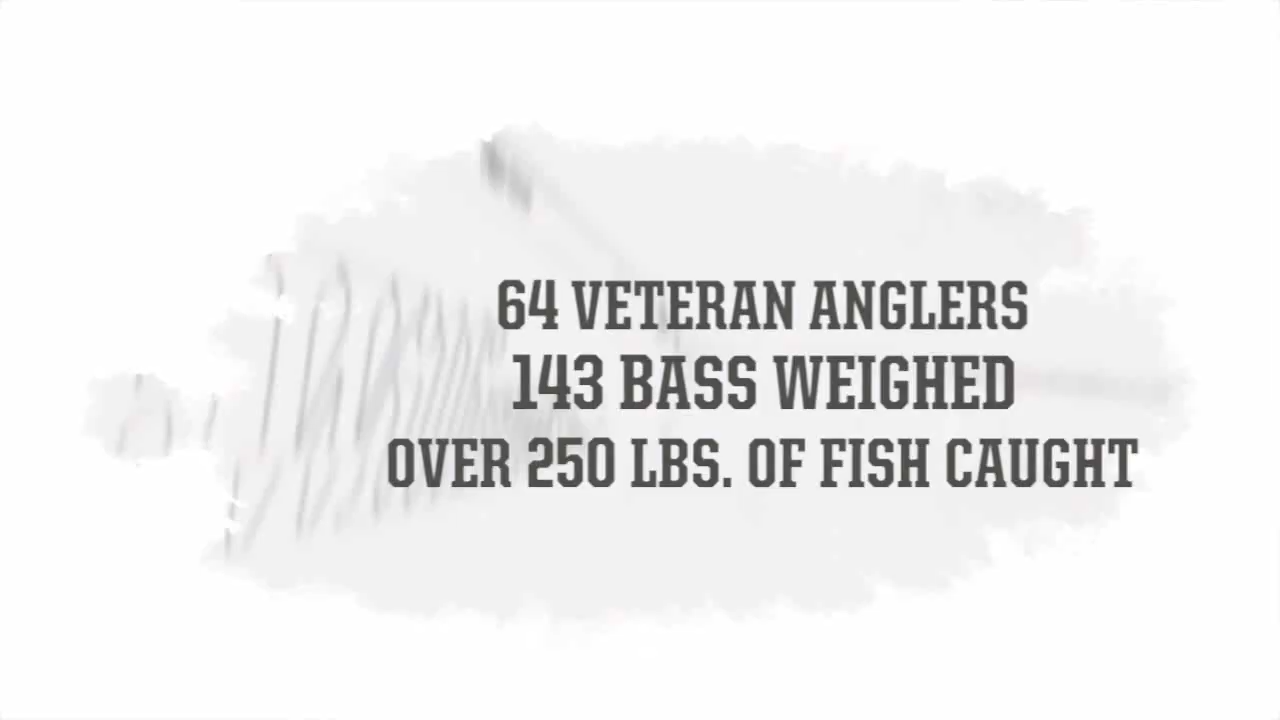 64 VETERAN ANGLERS
143 BASS WEIGHED
OVER 250 LBS. OF FISH CAUGHT